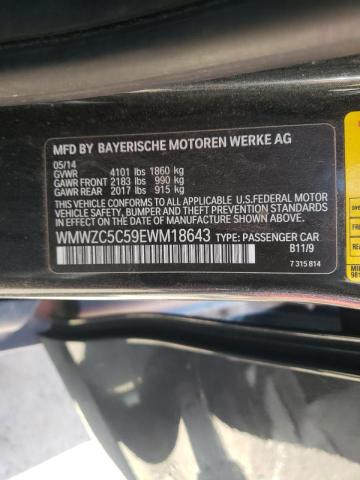 MFD BY BAYERISCHE MOTOREN WERKE AG
05/14
GVWR 4101 lbs 1860 kg
GAWR FRONT 2183 lbs 990 kg
GAWR REAR 2017 lbs 915 kg
THIS VEHICLE CONFORMS TO ALL APPLICABLE
U.S. FEDERAL MOTOR
VEHICLE SAFETY, BUMPER, AND THEFT PREVENTION STANDARDS
IN EFFECT ON THE DATE OF MANUFACTURE SHOWN ABOVE.
WMWZC5C59EWM18643 TYPE: PASSENGER CAR
B11/9
7 315 814